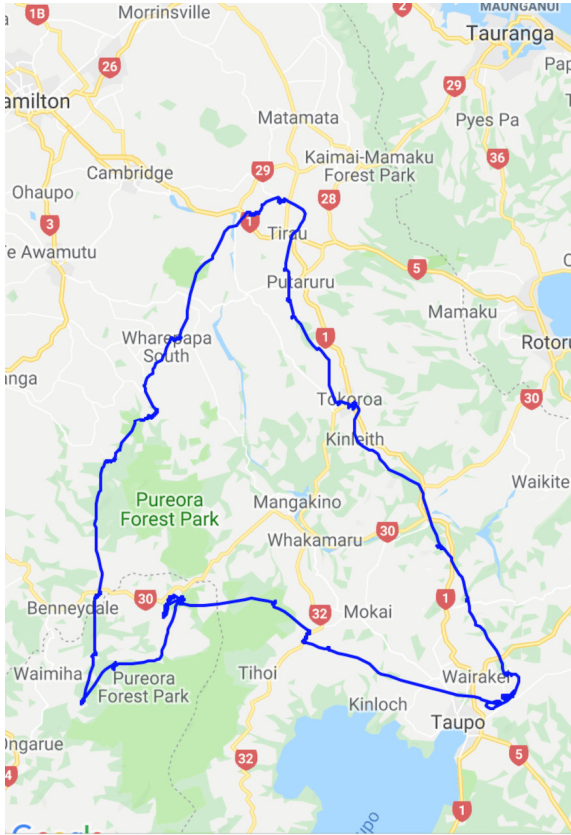 MAUNGANUI
1B
Morrinsville
2
Tauranga
26
amilton
29
Pap
Matamata
Pyes Pa
Kaimai-Mamaku
Forest Park
36
Cambridge
29
Ohaupo
28
3
1
Tirau
e Awamutu
5
Putaruru
Mamaku
1
Wharepapa
South
Rotoru
anga
Tokoroa
30
Kinleith
Waikite
Pureora
Forest Park
Mangakino
30
Whakamaru
30
Benneydale
1
32
Mokai
Waimiha
Pureora
Forest Park
Tihoi
Wairakei
Kinloch
Taupo
Ongarue
32
5
4
1
upo
Google